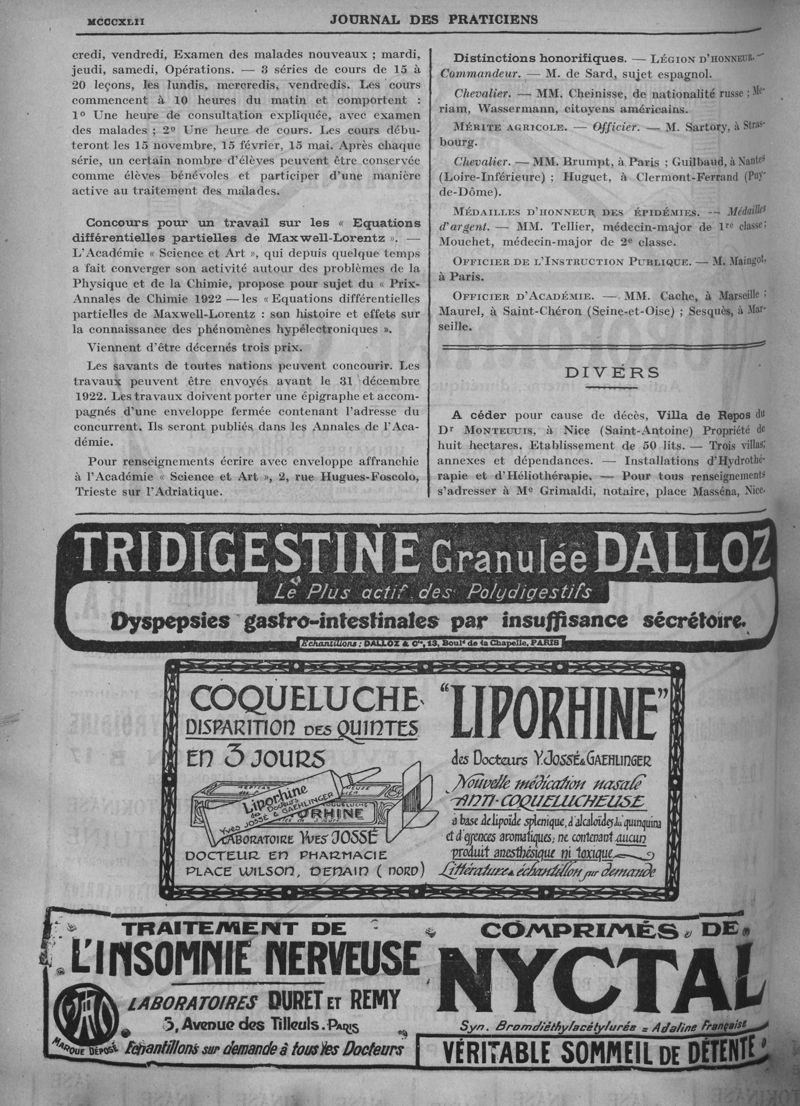 MCCCXLII
JOURNAL DES PRATICIENS
credi, vendredi, Examen des malades nouveaux ; mardi,
jeudi, samedi, Opérations. — 3 séries de cours de 15 à
20 leçons, les lundis, mercredis, vendredis. Les cours
commencent à 10 heures du matin et comportent :
1º Une heure de consultation expliquée, avec examen
des malades ; 2º Une heure de cours. Les cours débu-
teront les 15 novembre, 15 février, 15 mai. Après chaque
série, un certain nombre d'élèves peuvent être conservée
comme élèves bénévoles et participer d'une manière
active au traitement des malades.
Concours pour un travail sur les « Equations
différentielles partielles de Maxwell-Lorentz ». —
L'Académie « Science et Art », qui depuis quelque temps
a fait converger son activité autour des problèmes de la
Physique et de la Chimie, propose pour sujet du « Prix-
Annales de Chimie 1922 — les « Equations différentielles
partielles de Maxwell-Lorentz : son histoire et effets sur
la connaissance des phénomènes hypélectroniques ».
Viennent d'être décernés trois prix.
Les savants de toutes nations peuvent concourir. Les
travaux peuvent être envoyés avant le 31 décembre
1922. Les travaux doivent porter une épigraphe et accom-
pagnés d'une enveloppe fermée contenant l'adresse du
concurrent. Ils seront publiés dans les Annales de l'Aca-
démie.
Pour renseignements écrire avec enveloppe affranchie
à l'Académie « Science et Art », 2, rue Hugues-Foscolo,
Trieste sur l'Adriatique.
Distinctions honorifiques. — LÉGION D'HONNEUR. —
Commandeur. — M. de Sard, sujet espagnol.
Chevalier. — MM. Cheinisse, de nationalité russe ; Me-
riam, Wassermann, citoyens américains.
MÉRITE AGRICOLE. — Officier. — M. Sartory, à Stras-
bourg.
Chevalier. — MM. Brumpt, à Paris ; Guilbaud, à Nantes
(Loire-Inférieure) ; Huguet, à Clermont-Ferrand (Puy-
de-Dôme).
MÉDAILLES D'HONNEUR DES ÉPIDÉMIES. — Médailles
d'argent. — MM. Tellier, médecin-major de 1re classe ;
Mouchet, médecin-major de 2e classe.
OFFICIER DE L'INSTRUCTION PUBLIQUE. — M. Maingot,
à Paris.
OFFICIER D'ACADÉMIE. — MM. Cache, à Marseille ;
Maurel, à Saint-Chéron (Seine-et-Oise) ; Sesquès, à Mar-
seille.
DIVERS
A céder pour cause de décès, Villa de Repos du
Dr MONTEUUIS, à Nice (Saint-Antoine) Propriété de
huit hectares. Etablissement de 50 lits. — Trois villas,
annexes et dépendances. — Installations d'Hydrothé-
rapie et d'Héliothérapie. — Pour tous renseignements
s'adresser à Me Grimaldi, notaire, place Masséna, Nice.
TRIDIGESTINE Granulée DALLOZ
Le Plus actif des Polydigestifs
Dyspepsies gastro-intestinales par insuffisance sécrétoire.
Échantillons : DALLOZ & Cie, 13, Boulд de la Chapelle, PARIS
COQUELUCHE
DISPARITION DES QUINTES
EN 3 JOURS
Liporhine
des Docteurs
Yves JOSSÉ & GAEHLINGER
LABORATOIRE YVES JOSSÉ
DOCTEUR EN PHARMACIE
PLACE WILSON, DENAIN (NORD)
"LIPORHINE"
des Docteurs Y. JOSSÉ & GAEHLINGER
Nouvelle médication nasale
ANTI-COQUELUCHEUSE
à base de lipoïde splenique, d'alcaloïdes du quinquina
et d'essences aromatiques; ne contenant aucun
produit anesthésique ni toxique
Littérature & échantillon sur demande
TRAITEMENT DE
L'INSOMNIE NERVEUSE
LABORATOIRES DURET ET REMY
3, Avenue des Tilleuls. PARIS
MARQUE DÉPOSÉE
Echantillons sur demande à tous les Docteurs
COMPRIMÉS DE
NYCTAL
Syn. Bromdiéthylacétylurée = Adaline Française
VÉRITABLE SOMMEIL DE DÉTENTE